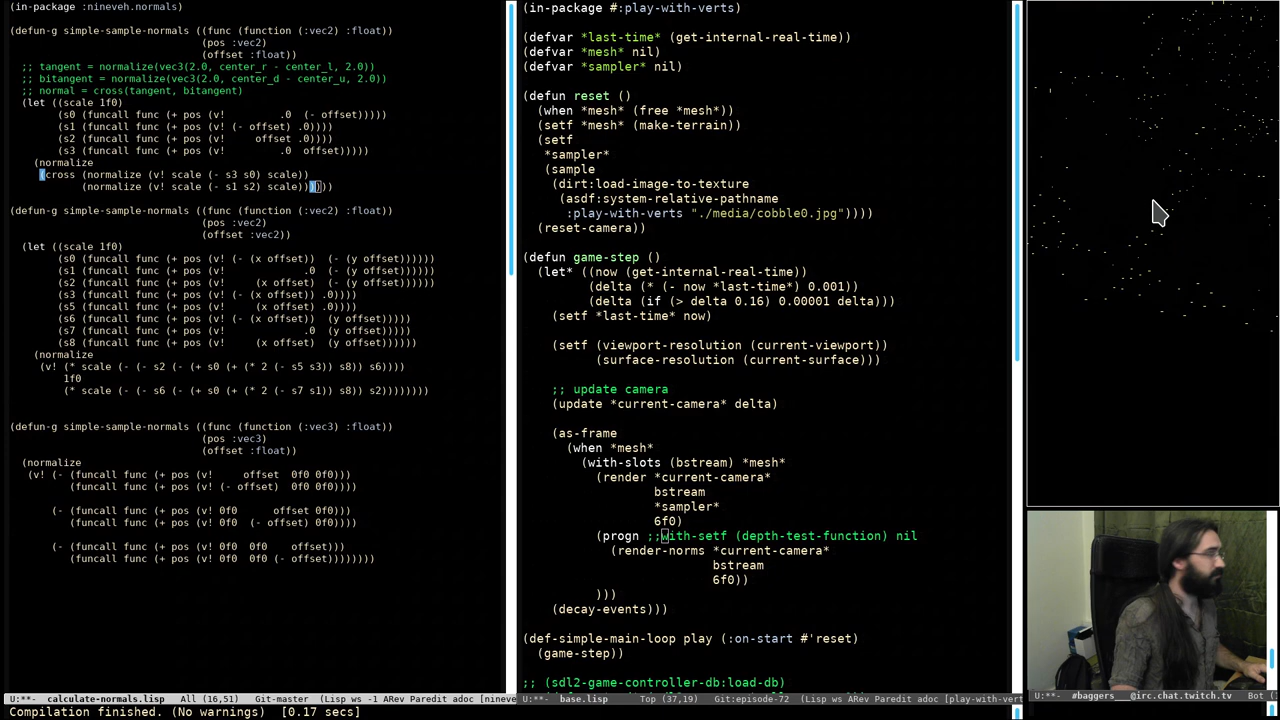 (in-package :nineveh.normals)
(defun-g simple-sample-normals ((func (function (:vec2) :float))
(pos :vec2)
(offset :float))
;; tangent = normalize(vec3(2.0, center_r - center_l, 2.0))
;; bitangent = normalize(vec3(2.0, center_d - center_u, 2.0))
;; normal = cross(tangent, bitangent)
(let ((scale 1f0)
(s0 (funcall func (+ pos (v! .0 (- offset)))))
(s1 (funcall func (+ pos (v! (- offset) .0))))
(s2 (funcall func (+ pos (v! offset .0))))
(s3 (funcall func (+ pos (v! .0 offset)))))
(normalize
(cross (normalize (v! scale (- s3 s0) scale))
(normalize (v! scale (- s1 s2) scale)))))))
(defun-g simple-sample-normals ((func (function (:vec2) :float))
(pos :vec2)
(offset :vec2))
(let ((scale 1f0)
(s0 (funcall func (+ pos (v! (- (x offset)) (- (y offset))))))
(s1 (funcall func (+ pos (v! .0 (- (y offset))))))
(s2 (funcall func (+ pos (v! (x offset) (- (y offset))))))
(s3 (funcall func (+ pos (v! (- (x offset)) .0))))
(s5 (funcall func (+ pos (v! (x offset) .0))))
(s6 (funcall func (+ pos (v! (- (x offset)) (y offset)))))
(s7 (funcall func (+ pos (v! .0 (y offset)))))
(s8 (funcall func (+ pos (v! (x offset) (y offset))))))
(normalize
(v! (* scale (- (- s2 (- (+ s0 (+ (* 2 (- s5 s3)) s8)) s6))))
1f0
(* scale (- (- s6 (- (+ s0 (+ (* 2 (- s7 s1)) s8)) s2))))))))
(defun-g simple-sample-normals ((func (function (:vec3) :float))
(pos :vec3)
(offset :float))
(normalize
(v! (- (funcall func (+ pos (v! offset 0f0 0f0)))
(funcall func (+ pos (v! (- offset) 0f0 0f0))))
(- (funcall func (+ pos (v! 0f0 offset 0f0)))
(funcall func (+ pos (v! 0f0 (- offset) 0f0))))
(- (funcall func (+ pos (v! 0f0 0f0 offset)))
(funcall func (+ pos (v! 0f0 0f0 (- offset))))))))
U:**- calculate-normals.lisp All (16,51) Git-master (Lisp ws -1 ARev Paredit adoc [nineve
Compilation finished. (No warnings) [0.17 secs]
(in-package #:play-with-verts)
(defvar *last-time* (get-internal-real-time))
(defvar *mesh* nil)
(defvar *sampler* nil)
(defun reset ()
(when *mesh* (free *mesh*))
(setf *mesh* (make-terrain))
(setf
*sampler*
(sample
(dirt:load-image-to-texture
(asdf:system-relative-pathname
:play-with-verts "./media/cobble0.jpg"))))
(reset-camera))
(defun game-step ()
(let* ((now (get-internal-real-time))
(delta (* (- now *last-time*) 0.001))
(delta (if (> delta 0.16) 0.00001 delta)))
(setf *last-time* now)
(setf (viewport-resolution (current-viewport))
(surface-resolution (current-surface)))
;; update camera
(update *current-camera* delta)
(as-frame
(when *mesh*
(with-slots (bstream) *mesh*
(render *current-camera*
bstream
*sampler*
6f0)
(progn ;;with-setf (depth-test-function) nil
(render-norms *current-camera*
bstream
6f0))
)))
(decay-events)))
(def-simple-main-loop play (:on-start #'reset)
(game-step))
;; (sdl2-game-controller-db:load-db)
U:**- base.lisp Top (37,19) Git:episode-72 (Lisp ws ARev Paredit adoc [play-with-vert
U:**- #baggers___@irc.chat.twitch.tv Bot (